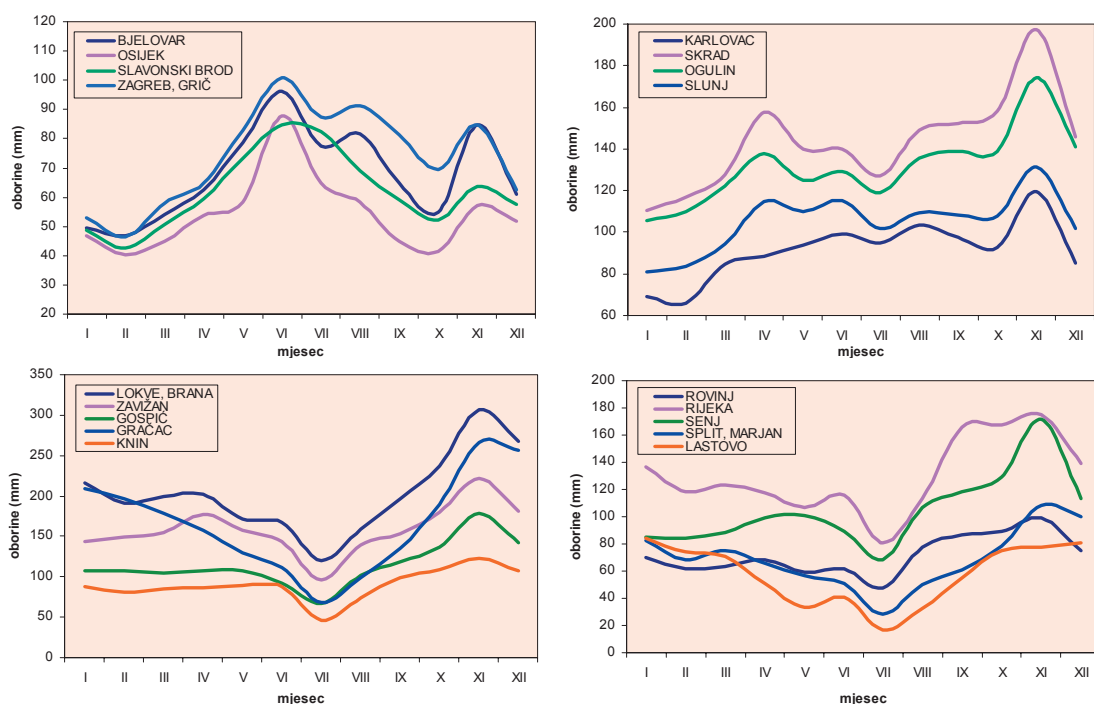 120
100
90
80
70
60
50
40
30
20
oborine (mm)
BJELOVAR
OSIJEK
SLAVONSKI BROD
ZAGREB, GRIČ
I II III IV V VI VII VIII IX X XI XII
mjesec
200
180
160
140
120
100
80
60
oborine (mm)
KARLOVAC
SKRAD
OGULIN
SLUNJ
I II III IV V VI VII VIII IX X XI XII
mjesec
350
300
250
200
150
100
50
0
oborine (mm)
LOKVE, BRANA
ZAVIŽAN
GOSPIČ
GRAČAC
KNIN
I II III IV V VI VII VIII IX X XI XII
mjesec
200
180
160
140
120
100
80
60
40
20
0
oborine (mm)
ROVINJ
RIJEKA
SENJ
SPLIT, MARJAN
LASTOVO
I II III IV V VI VII VIII IX X XI XII
mjesec